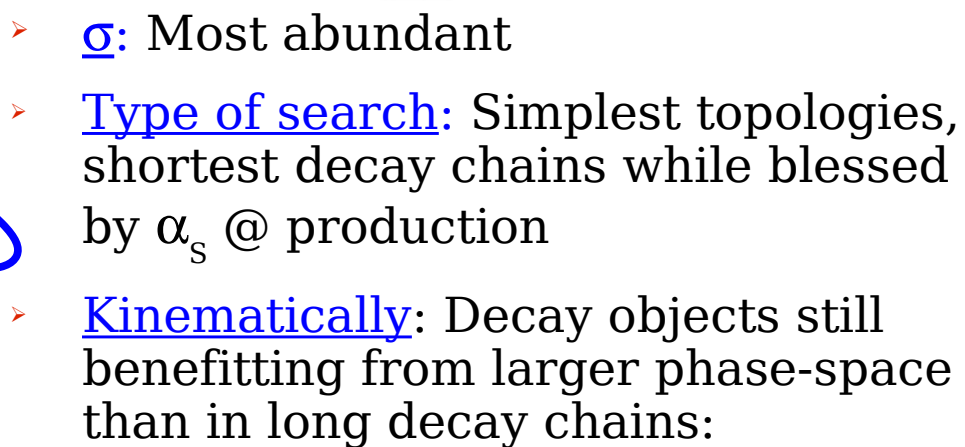 ➢ σ: Most abundant
➢ Type of search: Simplest topologies,
shortest decay chains while blessed
by αS @ production
➢ Kinematically: Decay objects still
benefitting from larger phase-space
than in long decay chains: